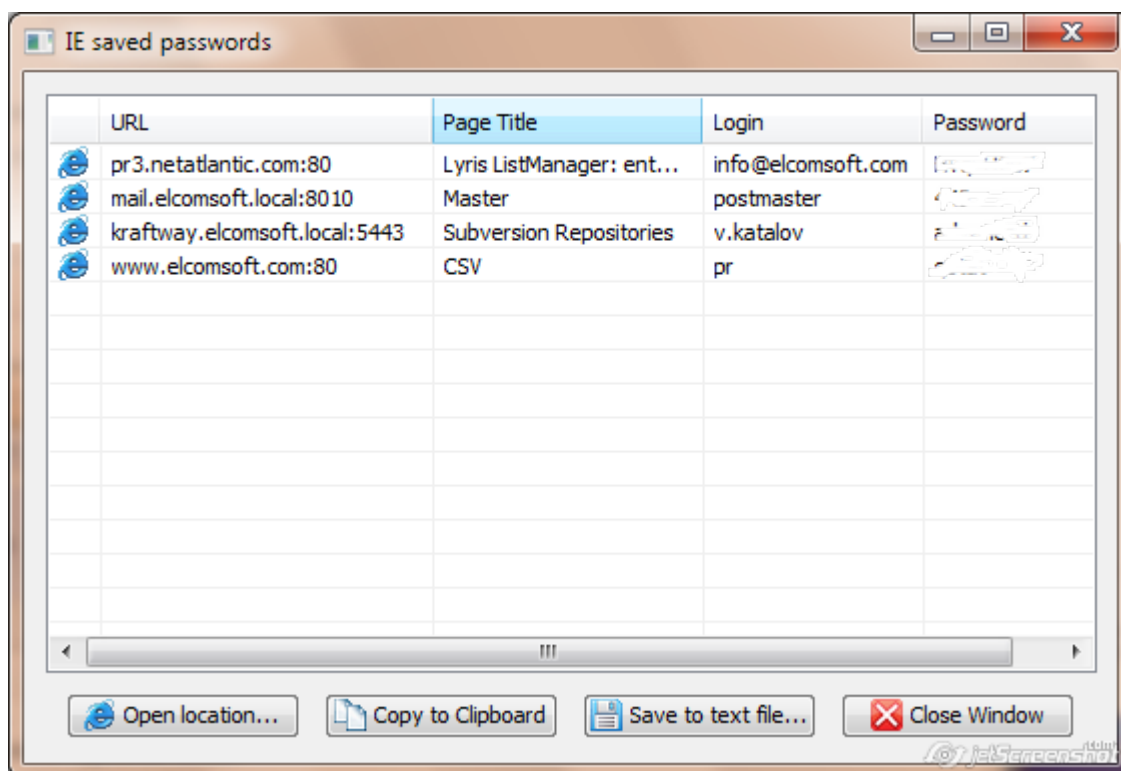 IE saved passwords
URL Page Title Login Password
pr3.netatlantic.com:80 Lyris ListManager: ent... info@elcomsoft.com
mail.elcomsoft.local:8010 Master postmaster
kraftway.elcomsoft.local:5443 Subversion Repositories v.katalov
www.elcomsoft.com:80 CSV pr
Open location... Copy to Clipboard Save to text file... Close Window
jetScreenshot .com